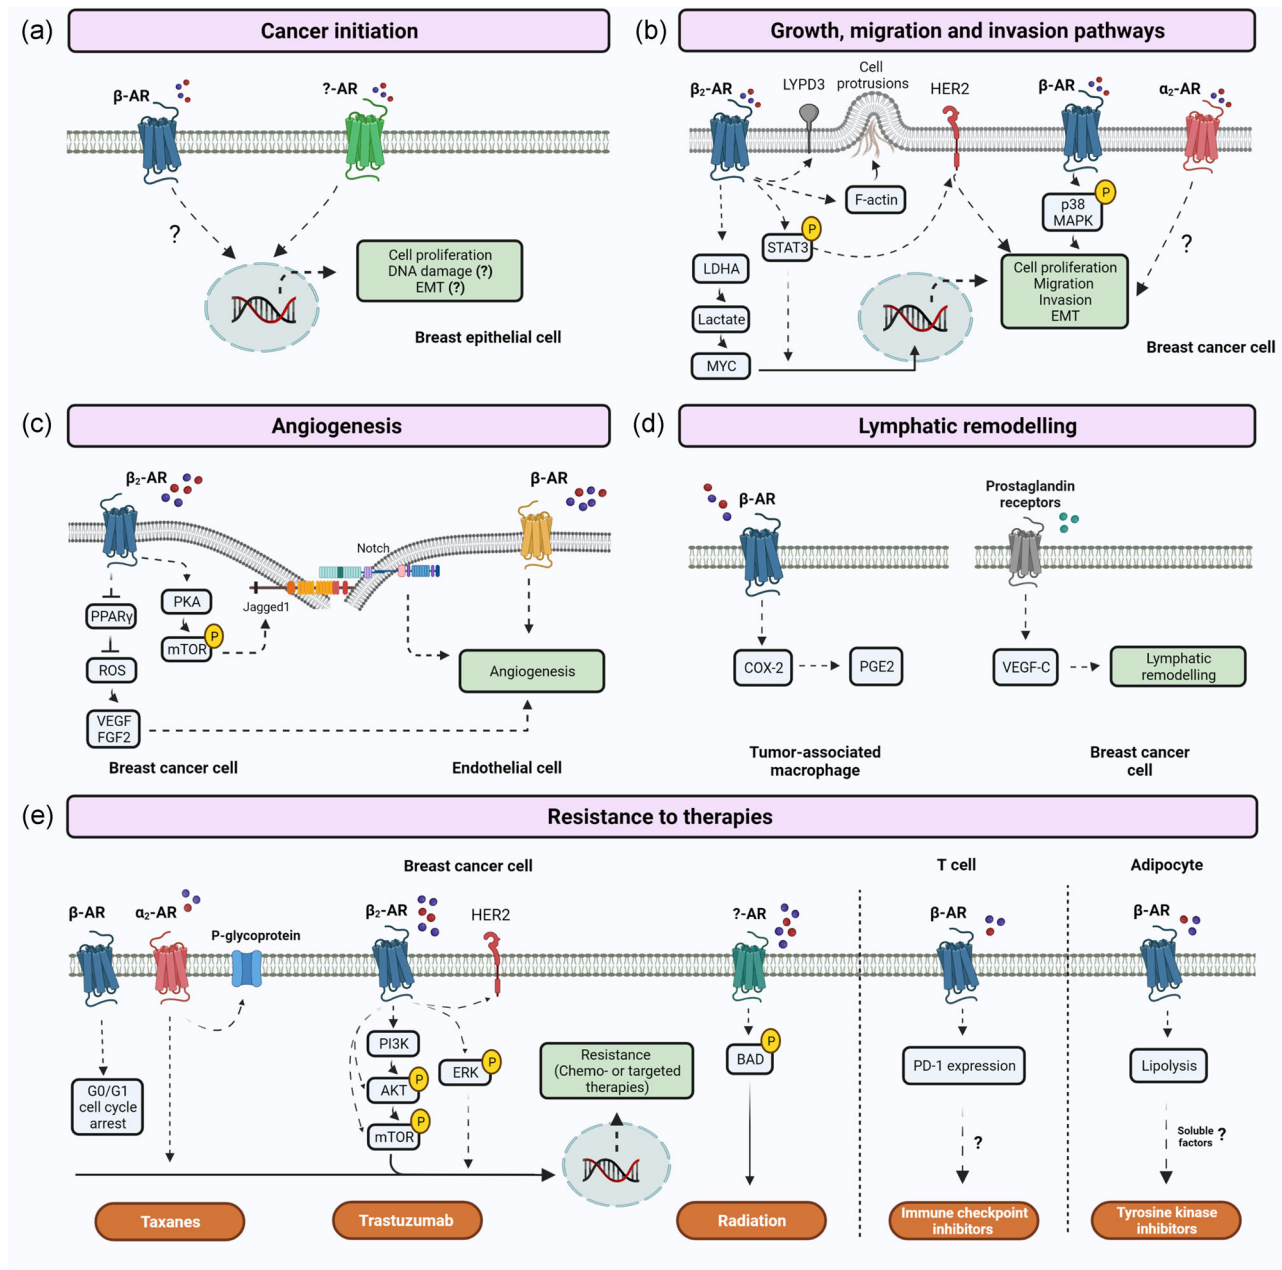 (a)
Cancer initiation
β-AR
?-AR
?
Cell proliferation
DNA damage (?)
EMT (?)
Breast epithelial cell
(b)
Growth, migration and invasion pathways
β₂-AR
LYPD3
Cell
protrusions
HER2
β-AR
α₂-AR
F-actin
P
p38
MAPK
P
STAT3
?
LDHA
Lactate
MYC
Cell proliferation
Migration
Invasion
EMT
Breast cancer cell
(c)
Angiogenesis
β₂-AR
β-AR
Notch
Jagged1
PPARγ
PKA
P
mTOR
ROS
VEGF
FGF2
Angiogenesis
Breast cancer cell
Endothelial cell
(d)
Lymphatic remodelling
β-AR
Prostaglandin
receptors
COX-2
PGE2
VEGF-C
Lymphatic
remodelling
Tumor-associated
macrophage
Breast cancer
cell
(e)
Resistance to therapies
Breast cancer cell
T cell
Adipocyte
β-AR
α₂-AR
P-glycoprotein
β₂-AR
HER2
?-AR
β-AR
β-AR
G0/G1
cell cycle
arrest
PI3K
AKT
P
mTOR
P
ERK
P
Resistance
(Chemo- or targeted
therapies)
BAD
P
PD-1 expression
Lipolysis
?
Soluble
factors ?
Taxanes
Trastuzumab
Radiation
Immune checkpoint
inhibitors
Tyrosine kinase
inhibitors